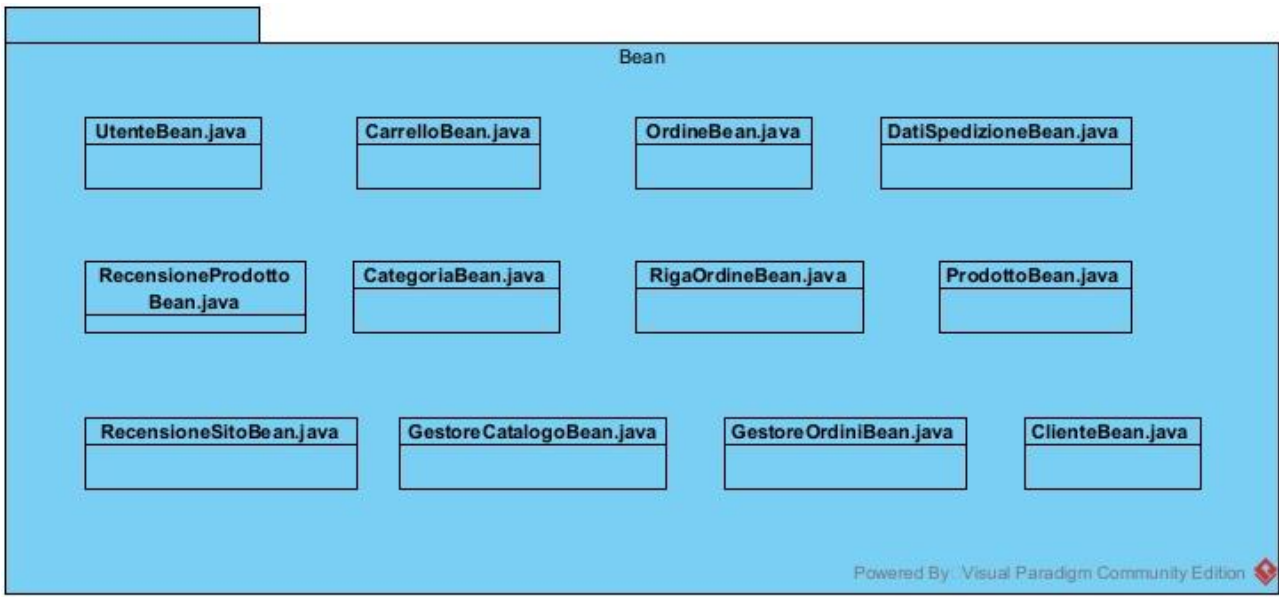 Bean
UtenteBean.java
CarrelloBean.java
OrdineBean.java
DatiSpedizioneBean.java
RecensioneProdotto
Bean.java
CategoriaBean.java
RigaOrdineBean.java
ProdottoBean.java
RecensioneSitoBean.java
GestoreCatalogoBean.java
GestoreOrdiniBean.java
ClienteBean.java
Powered By: Visual Paradigm Community Edition